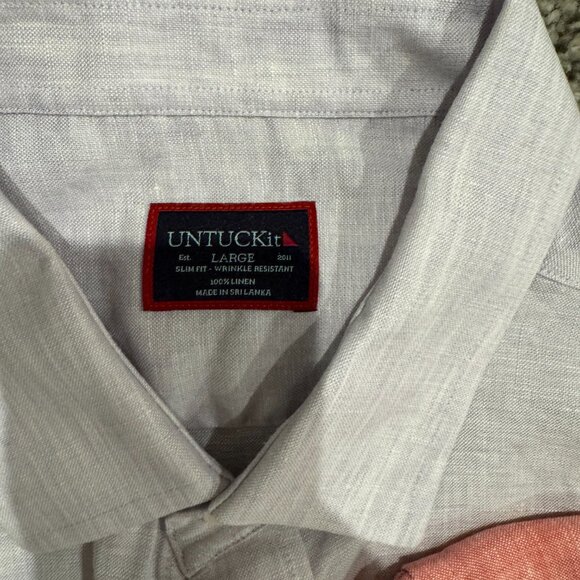 UNTUCKit
Est. LARGE 2011
SLIM FIT - WRINKLE RESISTANT
100% LINEN
MADE IN SRI LANKA